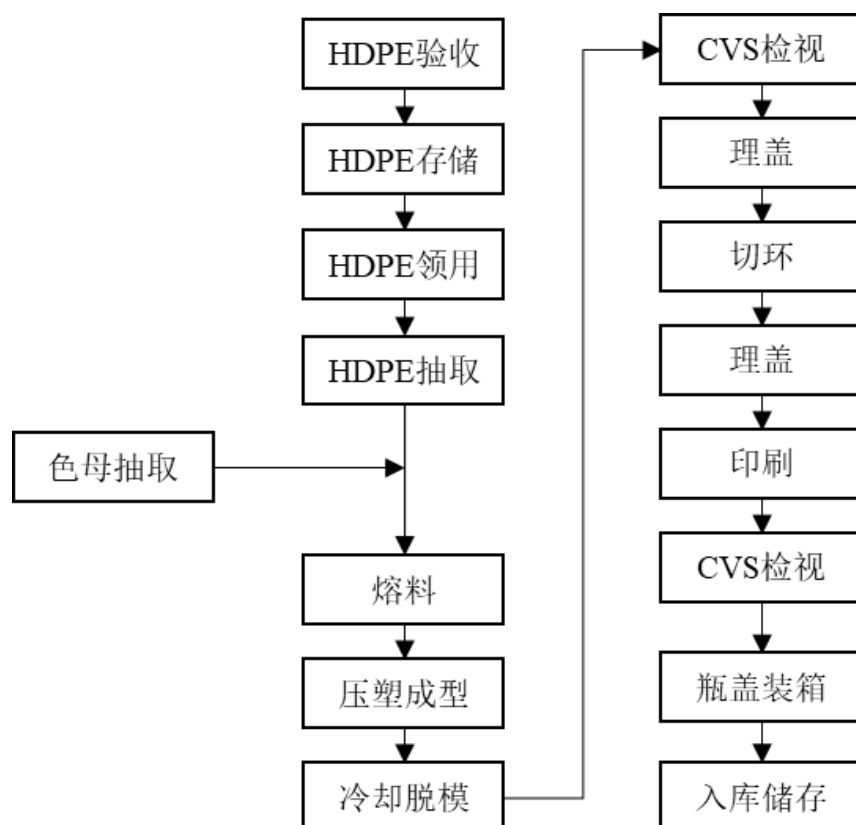 HDPE验收
HDPE存储
HDPE领用
HDPE抽取
色母抽取
熔料
压塑成型
冷却脱模
CVS检视
理盖
切环
理盖
印刷
CVS检视
瓶盖装箱
入库储存